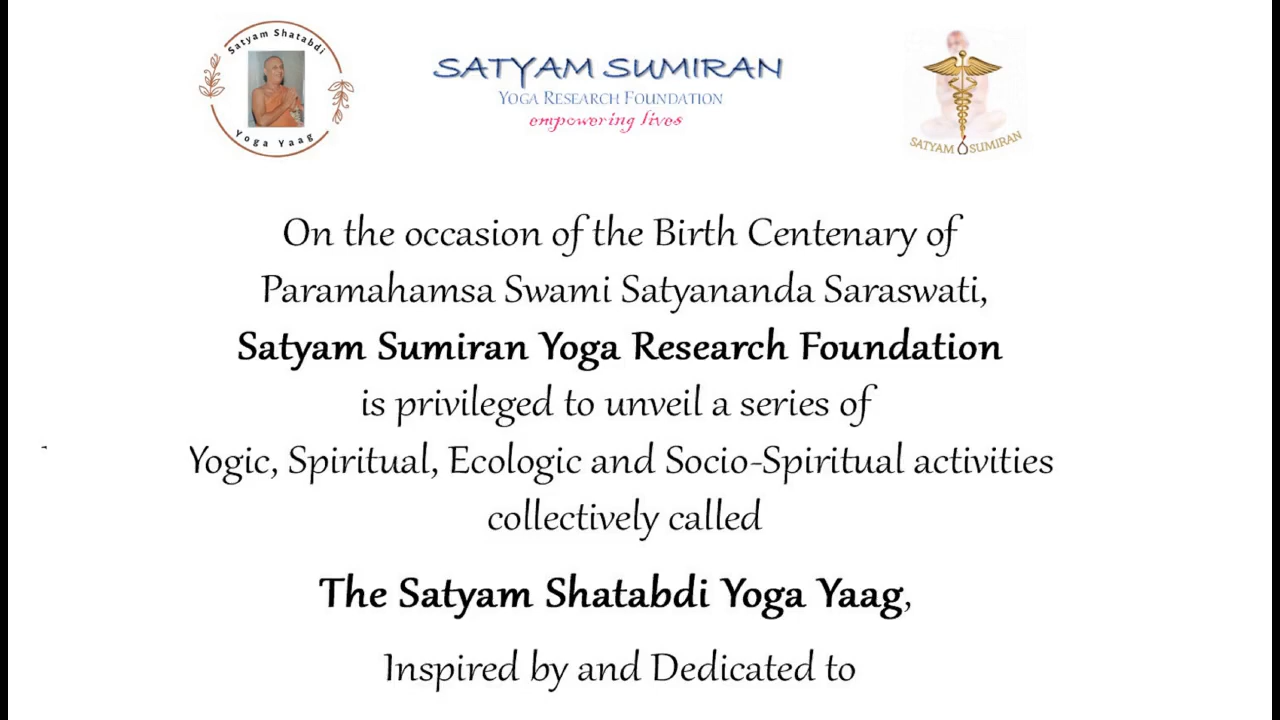 Satyam Shatabdi
Yoga Yaag
SATYAM SUMIRAN
YOGA RESEARCH FOUNDATION
empowering lives
SATYAM SUMIRAN
On the occasion of the Birth Centenary of
Paramahamsa Swami Satyananda Saraswati,
Satyam Sumiran Yoga Research Foundation
is privileged to unveil a series of
Yogic, Spiritual, Ecologic and Socio-Spiritual activities
collectively called
The Satyam Shatabdi Yoga Yaag,
Inspired by and Dedicated to